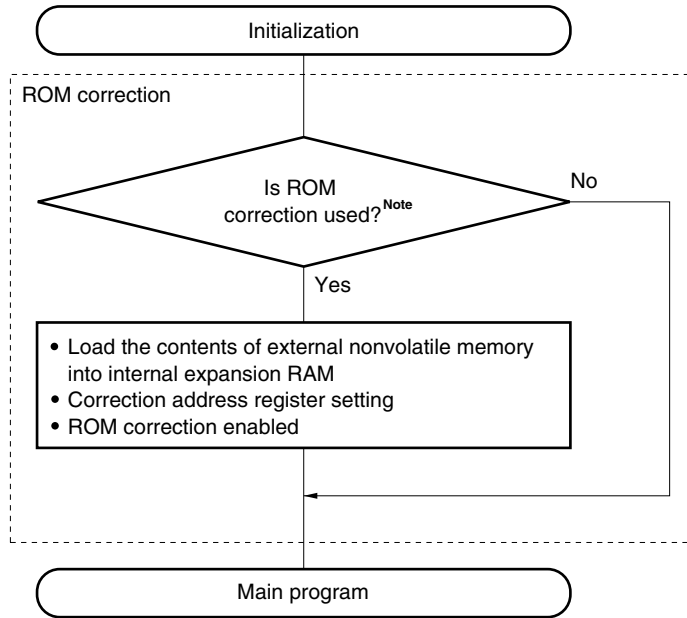 Initialization
ROM correction
Is ROM
correction used?Note
No
Yes
• Load the contents of external nonvolatile memory
into internal expansion RAM
• Correction address register setting
• ROM correction enabled
Main program